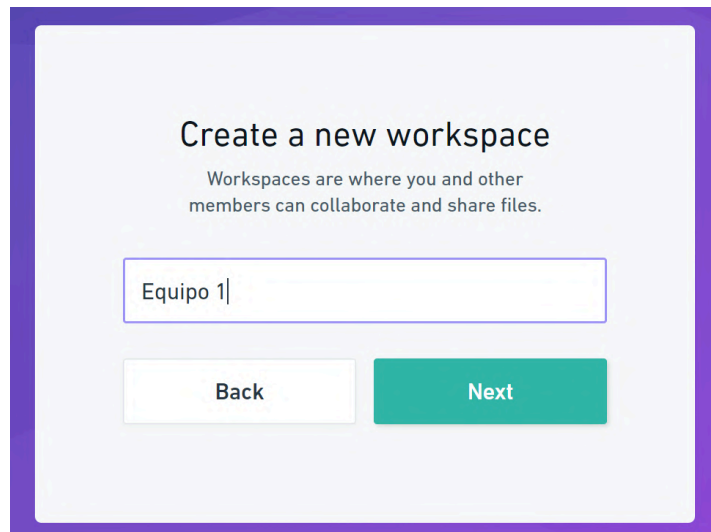 Create a new workspace
Workspaces are where you and other
members can collaborate and share files.
Equipo 1
Back
Next